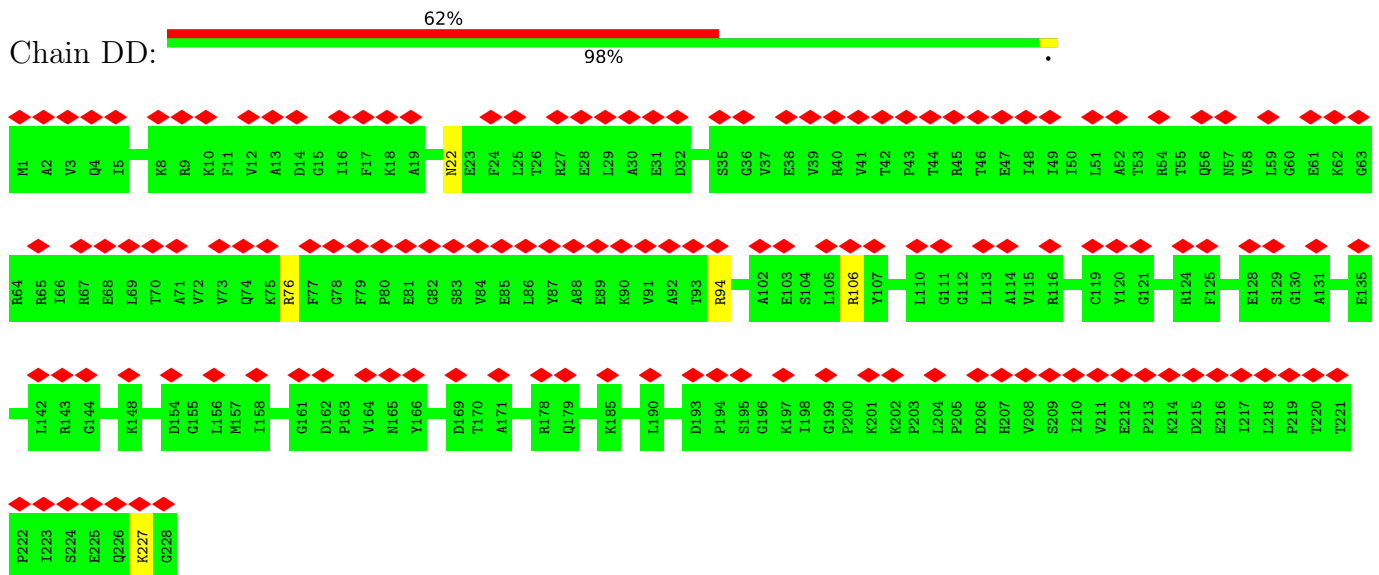 62%
Chain DD:
98%
.
M1 A2 V3 Q4 I5 K8 R9 K10 F11 V12 A13 D14 G15 I16 F17 K18 A19 N22 E23 F24 L25 T26 R27 E28 L29 A30 E31 D32 S35 G36 V37 E38 V39 R40 V41 T42 P43 T44 R45 T46 E47 I48 I49 I50 L51 A52 T53 R54 T55 Q56 N57 V58 L59 G60 E61 K62 G63
R64 R65 I66 R67 E68 L69 T70 A71 V72 V73 Q74 K75 R76 F77 G78 F79 P80 E81 G82 S83 V84 E85 L86 Y87 A88 E89 K90 V91 A92 T93 R94 A102 E103 S104 L105 R106 Y107 L110 G111 G112 L113 A114 V115 R116 C119 Y120 G121 R124 F125 E128 S129 G130 A131 E135
L142 R143 G144 K148 D154 G155 L156 M157 I158 G161 D162 P163 V164 N165 Y166 D169 T170 A171 R178 Q179 K185 L190 D193 P194 S195 G196 K197 I198 G199 P200 K201 K202 P203 L204 P205 D206 H207 V208 S209 I210 V211 E212 P213 K214 D215 E216 I217 L218 P219 T220 T221
P222 I223 S224 E225 Q226 K227 G228